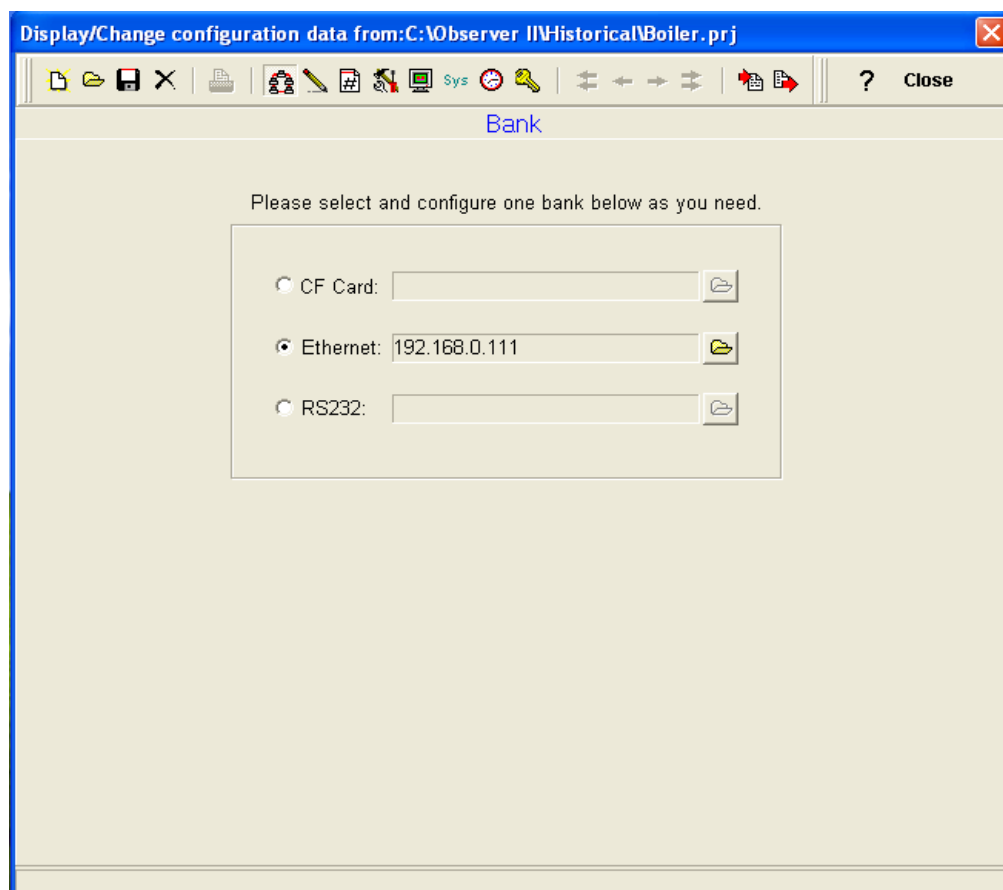 Display/Change configuration data from:C:\Observer II\Historical\Boiler.prj
Sys ? Close
Bank
Please select and configure one bank below as you need.
CF Card:
Ethernet: 192.168.0.111
RS232: